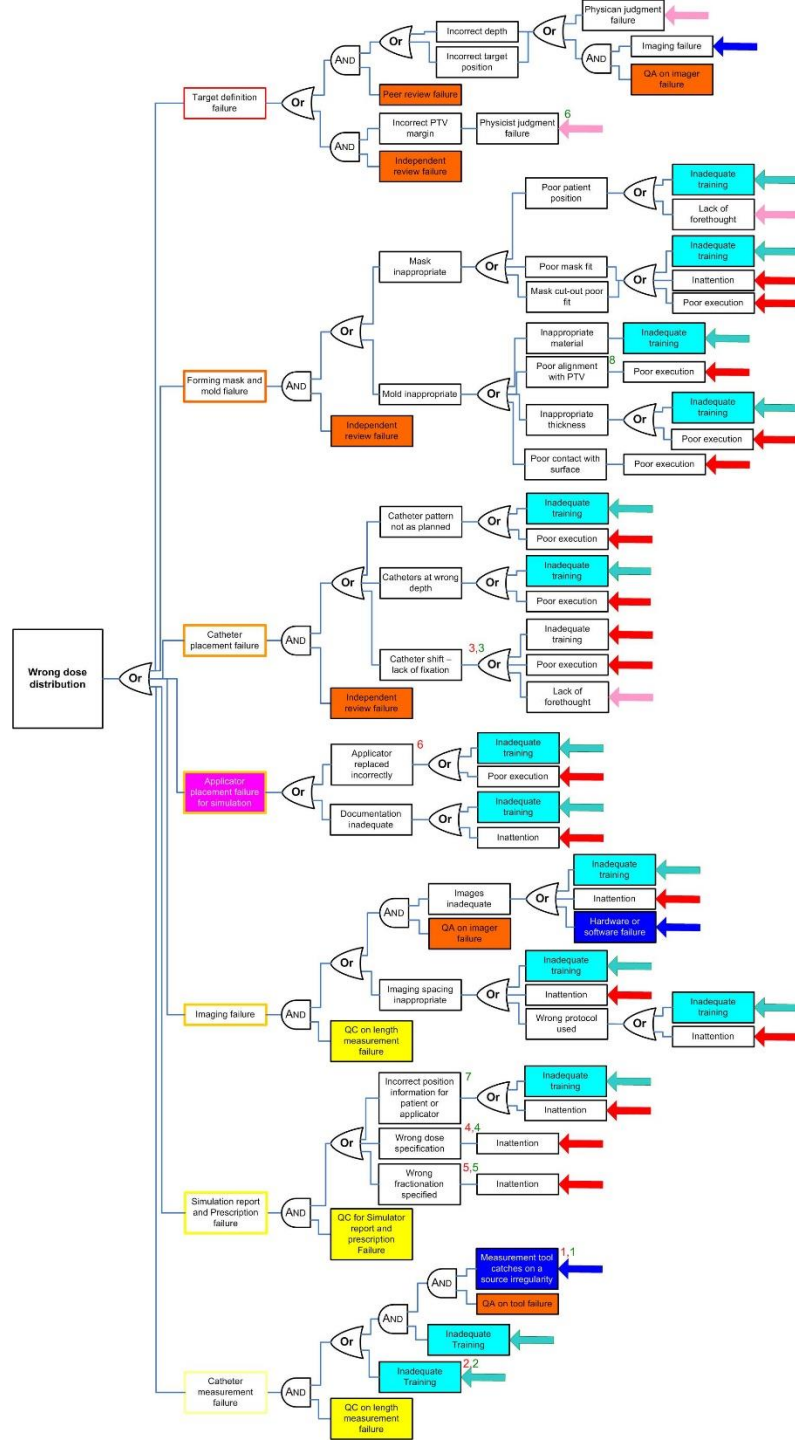 Physican judgment
failure
Incorrect depth
Or
Or
Imaging failure
AND
Incorrect target
position
AND
QA on imager
failure
Target definition
failure
Or
Peer review failure
6
Incorrect PTV
margin
Physicist judgment
failure
AND
Independent
review failure
Poor patient
position
Or
Inadequate
training
Lack of
forethought
Mask
inappropriate
Or
Poor mask fit
Mask cut-out poor
fit
Or
Inadequate
training
Inattention
Poor execution
Or
Inappropriate
material
Inadequate
training
Forming mask and
mold fialure
AND
Mold inappropriate
Or
Poor alignment
with PTV
8
Poor execution
Inappropriate
thickness
Or
Inadequate
training
Poor execution
Independent
review failure
Poor contact with
surface
Poor execution
Catheter pattern
not as planned
Or
Inadequate
training
Poor execution
Or
Catheters at wrong
depth
Or
Inadequate
training
Poor execution
Wrong dose
distribution
Or
Catheter
placement failure
AND
Catheter shift –
lack of fixation
3,3
Or
Inadequate
training
Poor execution
Lack of
forethought
Independent
review failure
Applicator
replaced
incorrectly
6
Or
Inadequate
training
Poor execution
Applicator
placement failure
for simulation
Or
Documentation
inadequate
Or
Inadequate
training
Inattention
Images
inadequate
Or
Inadequate
training
Inattention
Hardware or
software failure
AND
QA on imager
failure
Or
Imaging spacing
inappropriate
Or
Inadequate
training
Inattention
Wrong protocol
used
Or
Inadequate
training
Inattention
Imaging failure
AND
QC on length
measurement
failure
Incorrect position
information for
patient or
applicator
7
Or
Inadequate
training
Inattention
Or
Wrong dose
specification
4,4
Inattention
Wrong
fractionation
specified
5,5
Inattention
Simulation report
and Prescription
failure
AND
QC for Simulator
report and
prescription
Failure
1,1
Measurement tool
catches on a
source irregularity
AND
QA on tool failure
AND
Inadequate
Training
Or
2,2
Inadequate
Training
Catheter
measurement
failure
AND
QC on length
measurement
failure